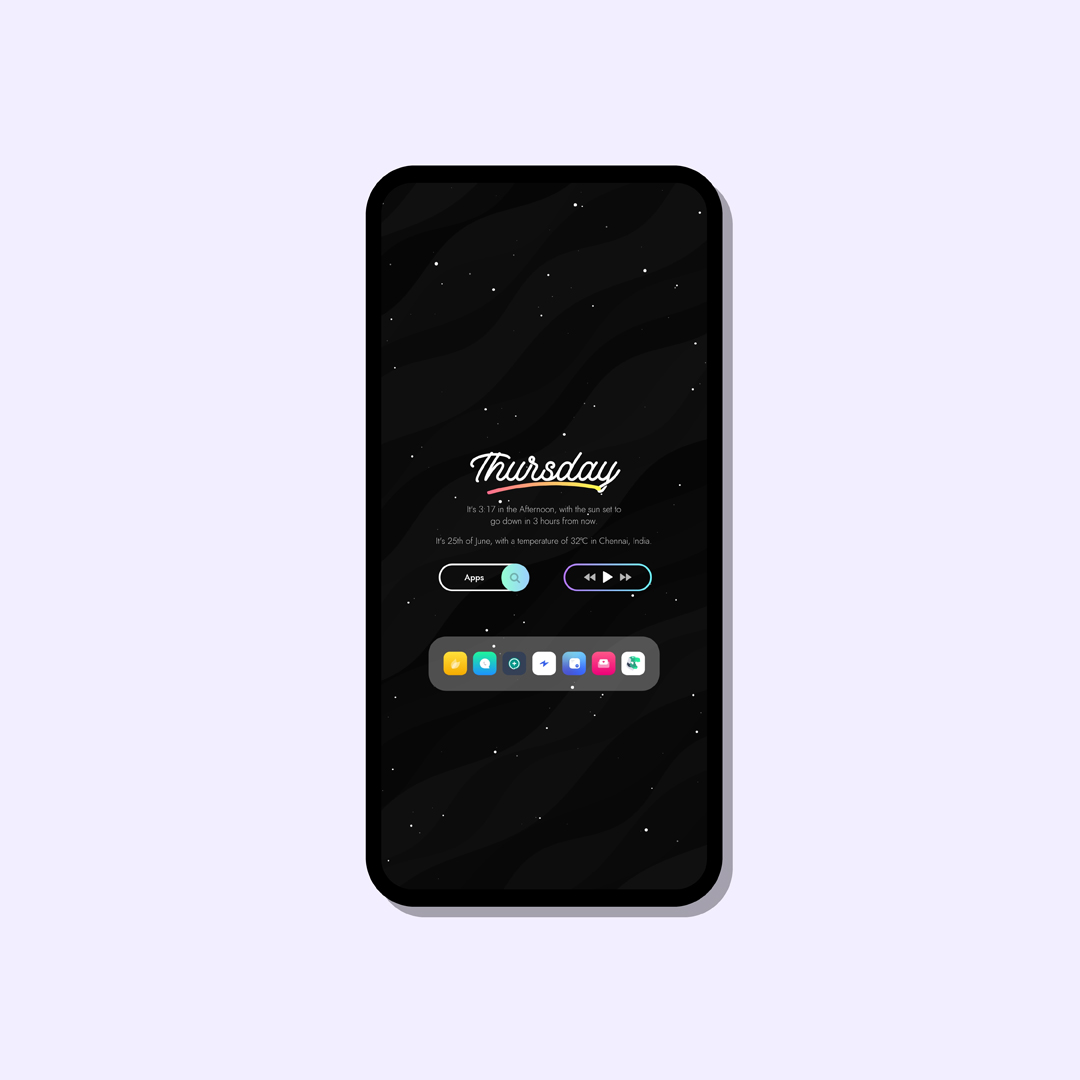 Thursday
It's 3:17 in the Afternoon, with the sun set to
go down in 3 hours from now.
It's 25th of June, with a temperature of 32°C in Chennai, India.
Apps